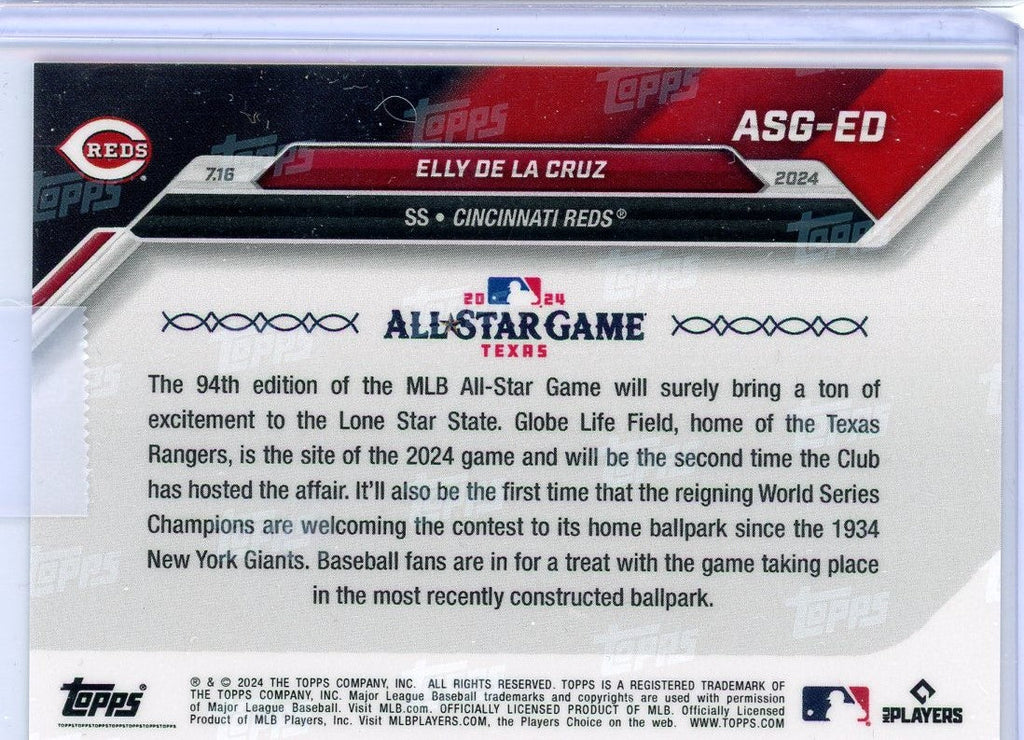 REDS
ASG-ED
7.16
ELLY DE LA CRUZ
2024
SS • CINCINNATI REDS®
20 24
ALL★STAR GAME
TEXAS
The 94th edition of the MLB All-Star Game will surely bring a ton of
excitement to the Lone Star State. Globe Life Field, home of the Texas
Rangers, is the site of the 2024 game and will be the second time the Club
has hosted the affair. It'll also be the first time that the reigning World Series
Champions are welcoming the contest to its home ballpark since the 1934
New York Giants. Baseball fans are in for a treat with the game taking place
in the most recently constructed ballpark.
Topps
TOPPSTOPPSTOPPSTOPPSTOPPSTOPPSTOPPS
® & © 2024 THE TOPPS COMPANY, INC. ALL RIGHTS RESERVED. TOPPS IS A REGISTERED TRADEMARK OF
THE TOPPS COMPANY, INC. Major League Baseball trademarks and copyrights are used with permission
of Major League Baseball. Visit MLB.com. OFFICIALLY LICENSED PRODUCT OF MLB. Officially Licensed
Product of MLB Players, Inc. Visit MLBPLAYERS.COM, the Players Choice on the web. WWW.TOPPS.COM
MLB PLAYERS